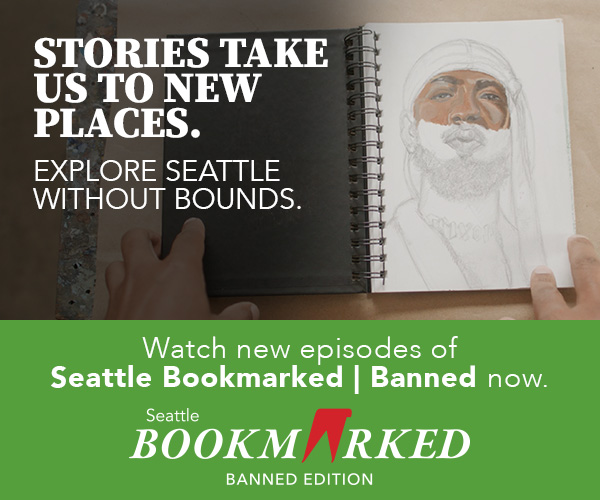 STORIES TAKE
US TO NEW
PLACES.
EXPLORE SEATTLE
WITHOUT BOUNDS.
Watch new episodes of
Seattle Bookmarked | Banned now.
Seattle
BOOKMARKED
BANNED EDITION